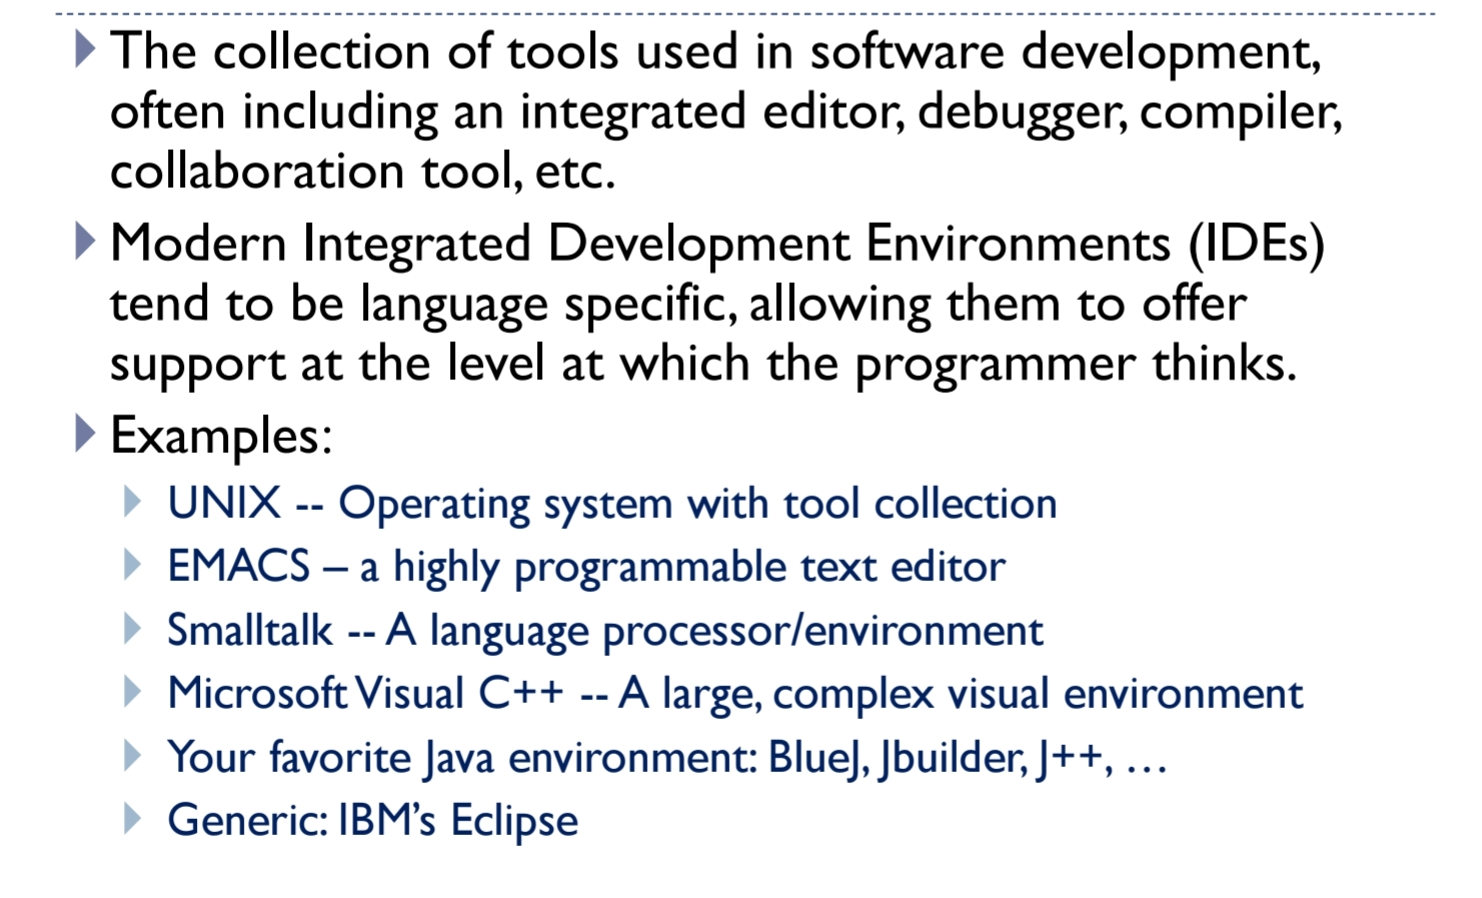 The collection of tools used in software development,
often including an integrated editor, debugger, compiler,
collaboration tool, etc.
Modern Integrated Development Environments (IDEs)
tend to be language specific, allowing them to offer
support at the level at which the programmer thinks.
Examples:
UNIX -- Operating system with tool collection
EMACS – a highly programmable text editor
Smalltalk -- A language processor/environment
Microsoft Visual C++ -- A large, complex visual environment
Your favorite Java environment: BlueJ, Jbuilder, J++, …
Generic: IBM’s Eclipse